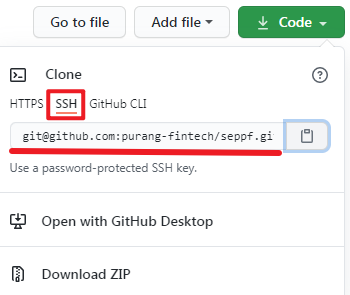 Go to file Add file Code
Clone
HTTPS SSH GitHub CLI
git@github.com:purang-fintech/seppf.gi
Use a password-protected SSH key.
Open with GitHub Desktop
Download ZIP